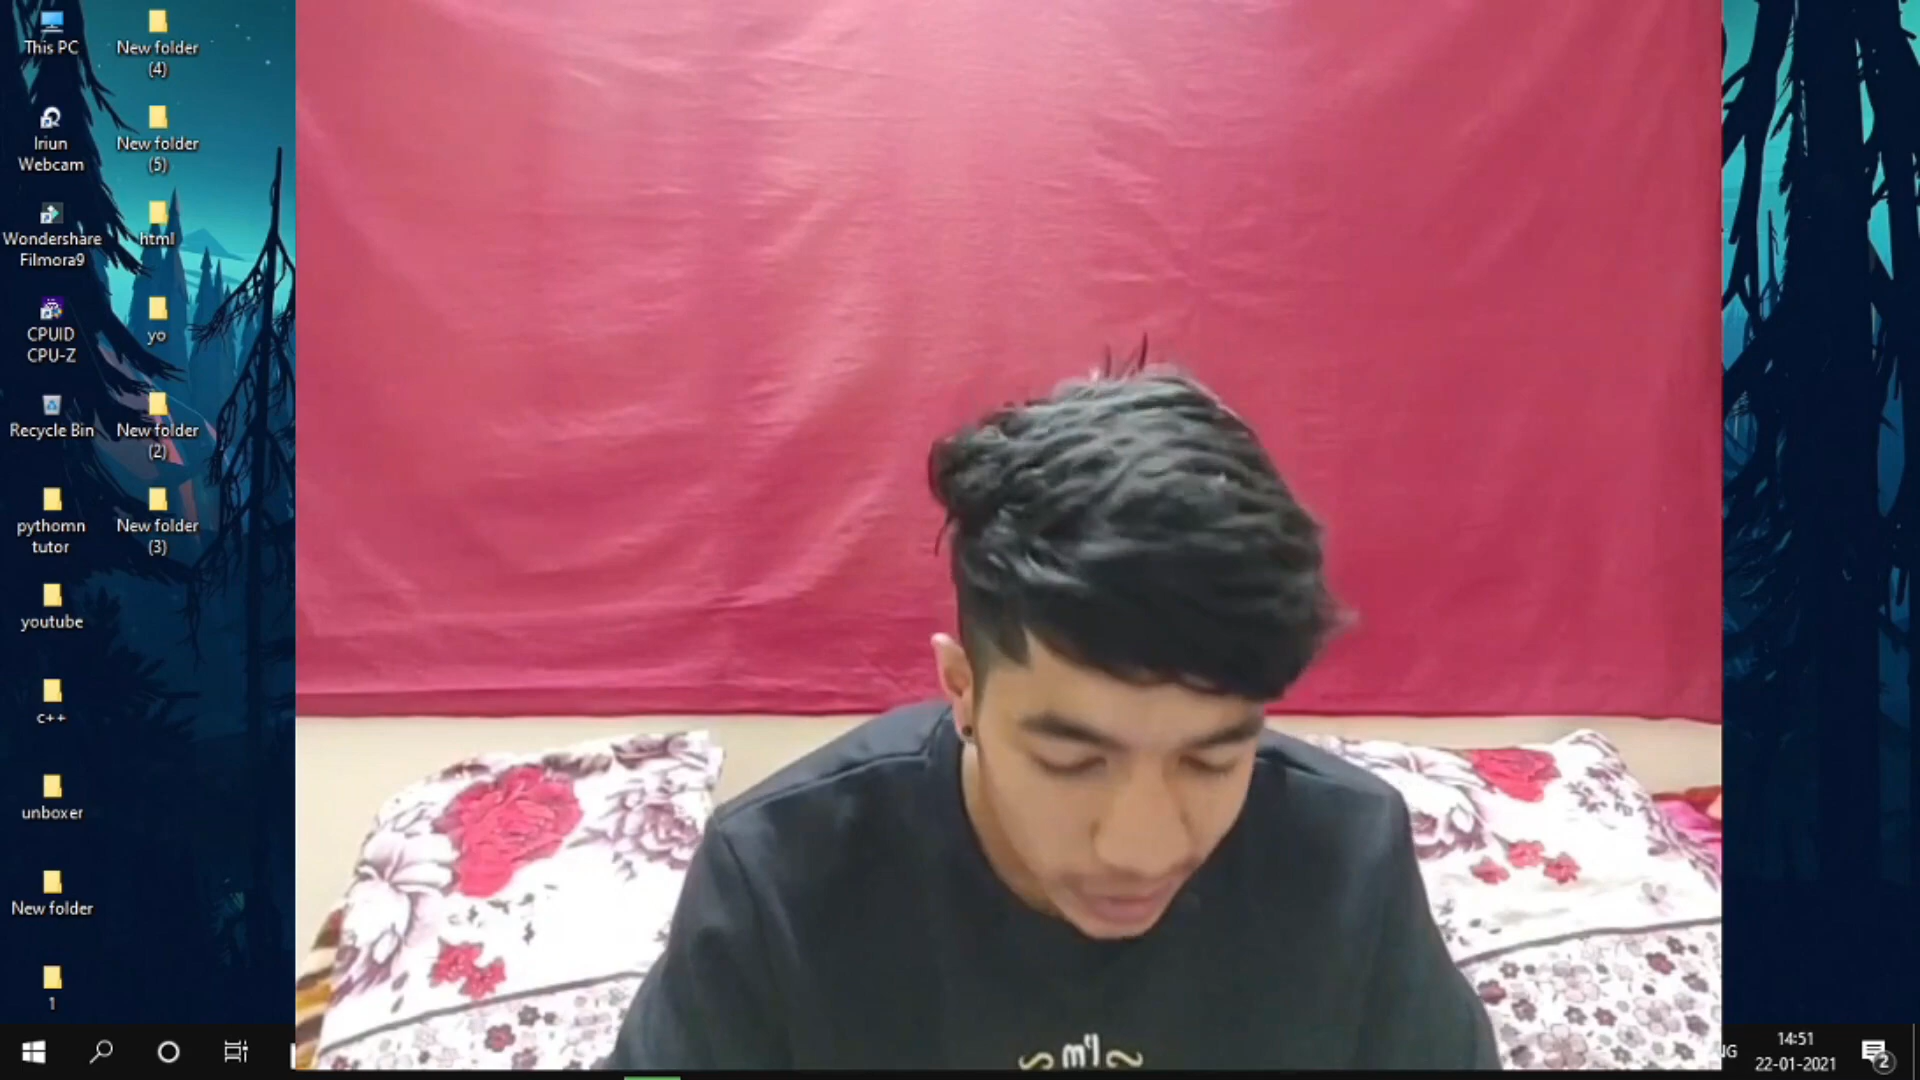 This PC
New folder
(4)
Iriun
Webcam
New folder
(5)
Wondershare
Filmora9
html
CPUID
CPU-Z
yo
Recycle Bin
New folder
(2)
pythomn
tutor
New folder
(3)
youtube
c++
unboxer
New folder
1
I'm
14:51
22-01-2021
2